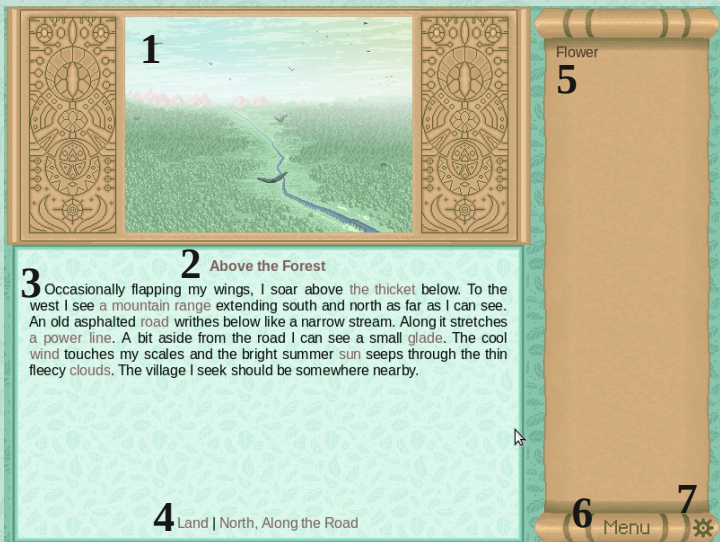 1
Flower
5
2 Above the Forest
3 Occasionally flapping my wings, I soar above the thicket below. To the
west I see a mountain range extending south and north as far as I can see.
An old asphalted road writhes below like a narrow stream. Along it stretches
a power line. A bit aside from the road I can see a small glade. The cool
wind touches my scales and the bright summer sun seeps through the thin
fleecy clouds. The village I seek should be somewhere nearby.
4 Land | North, Along the Road
6 Menu 7